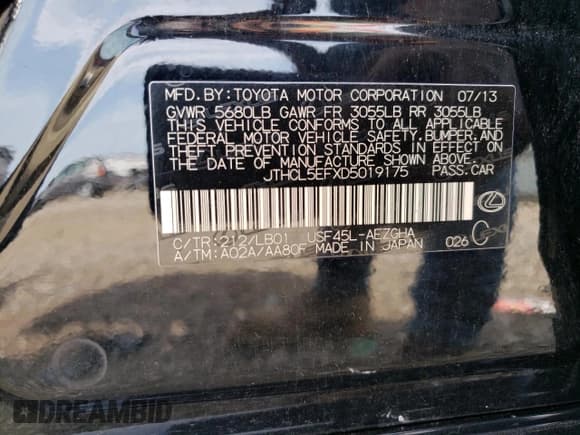 MFD. BY: TOYOTA MOTOR CORPORATION 07/13
GVWR 5680LB GAWR FR 3055LB RR 3055LB
THIS VEHICLE CONFORMS TO ALL APPLICABLE
FEDERAL MOTOR VEHICLE SAFETY, BUMPER, AND
THEFT PREVENTION STANDARDS IN EFFECT ON
THE DATE OF MANUFACTURE SHOWN ABOVE.
JTHCL5EFXD5019175 PASS. CAR
C/TR: 212/LB01 USF45L-AEZGHA
A/TM: A02A/AA80F MADE IN JAPAN 026
DREAMBID